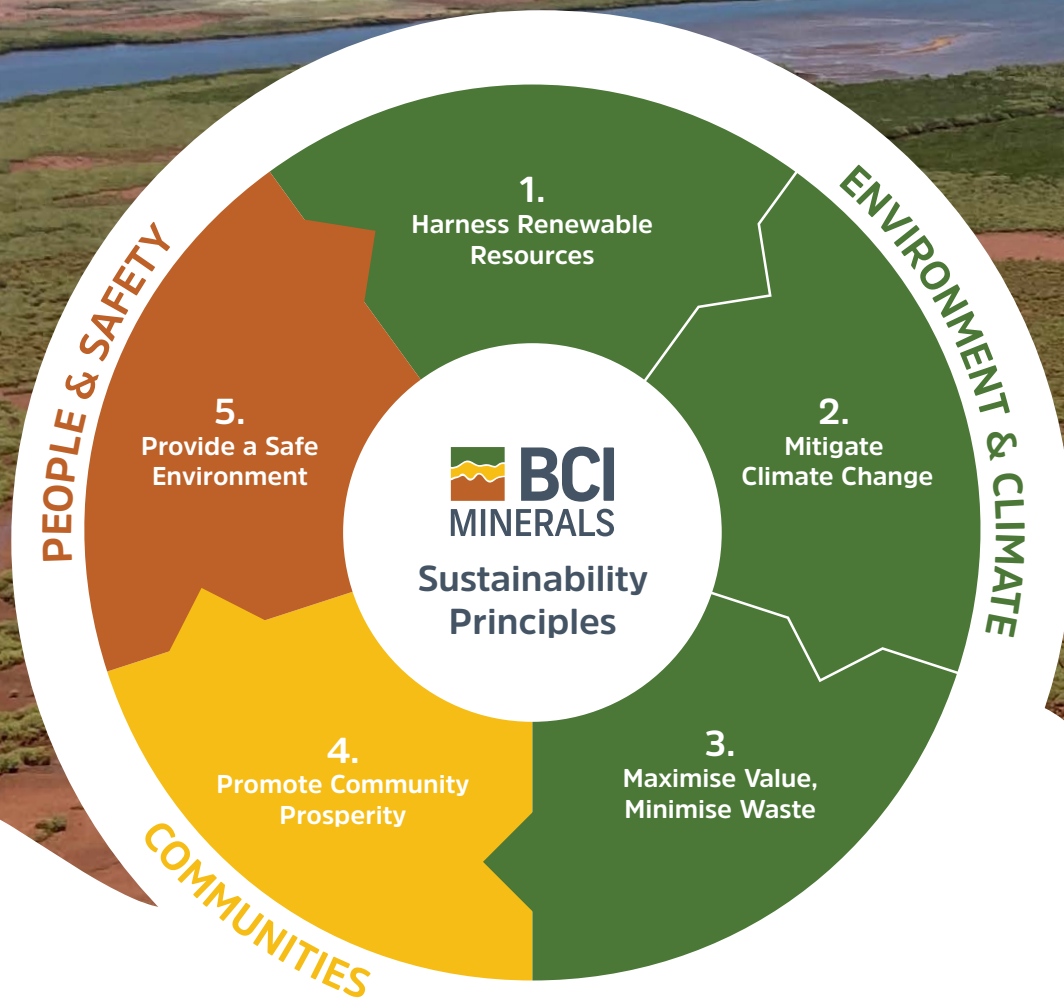 1.
Harness Renewable
Resources
2.
Mitigate
Climate Change
3.
Maximise Value,
Minimise Waste
4.
Promote Community
Prosperity
5.
Provide a Safe
Environment
BCI
MINERALS
Sustainability
Principles
ENVIRONMENT & CLIMATE
COMMUNITIES
PEOPLE & SAFETY